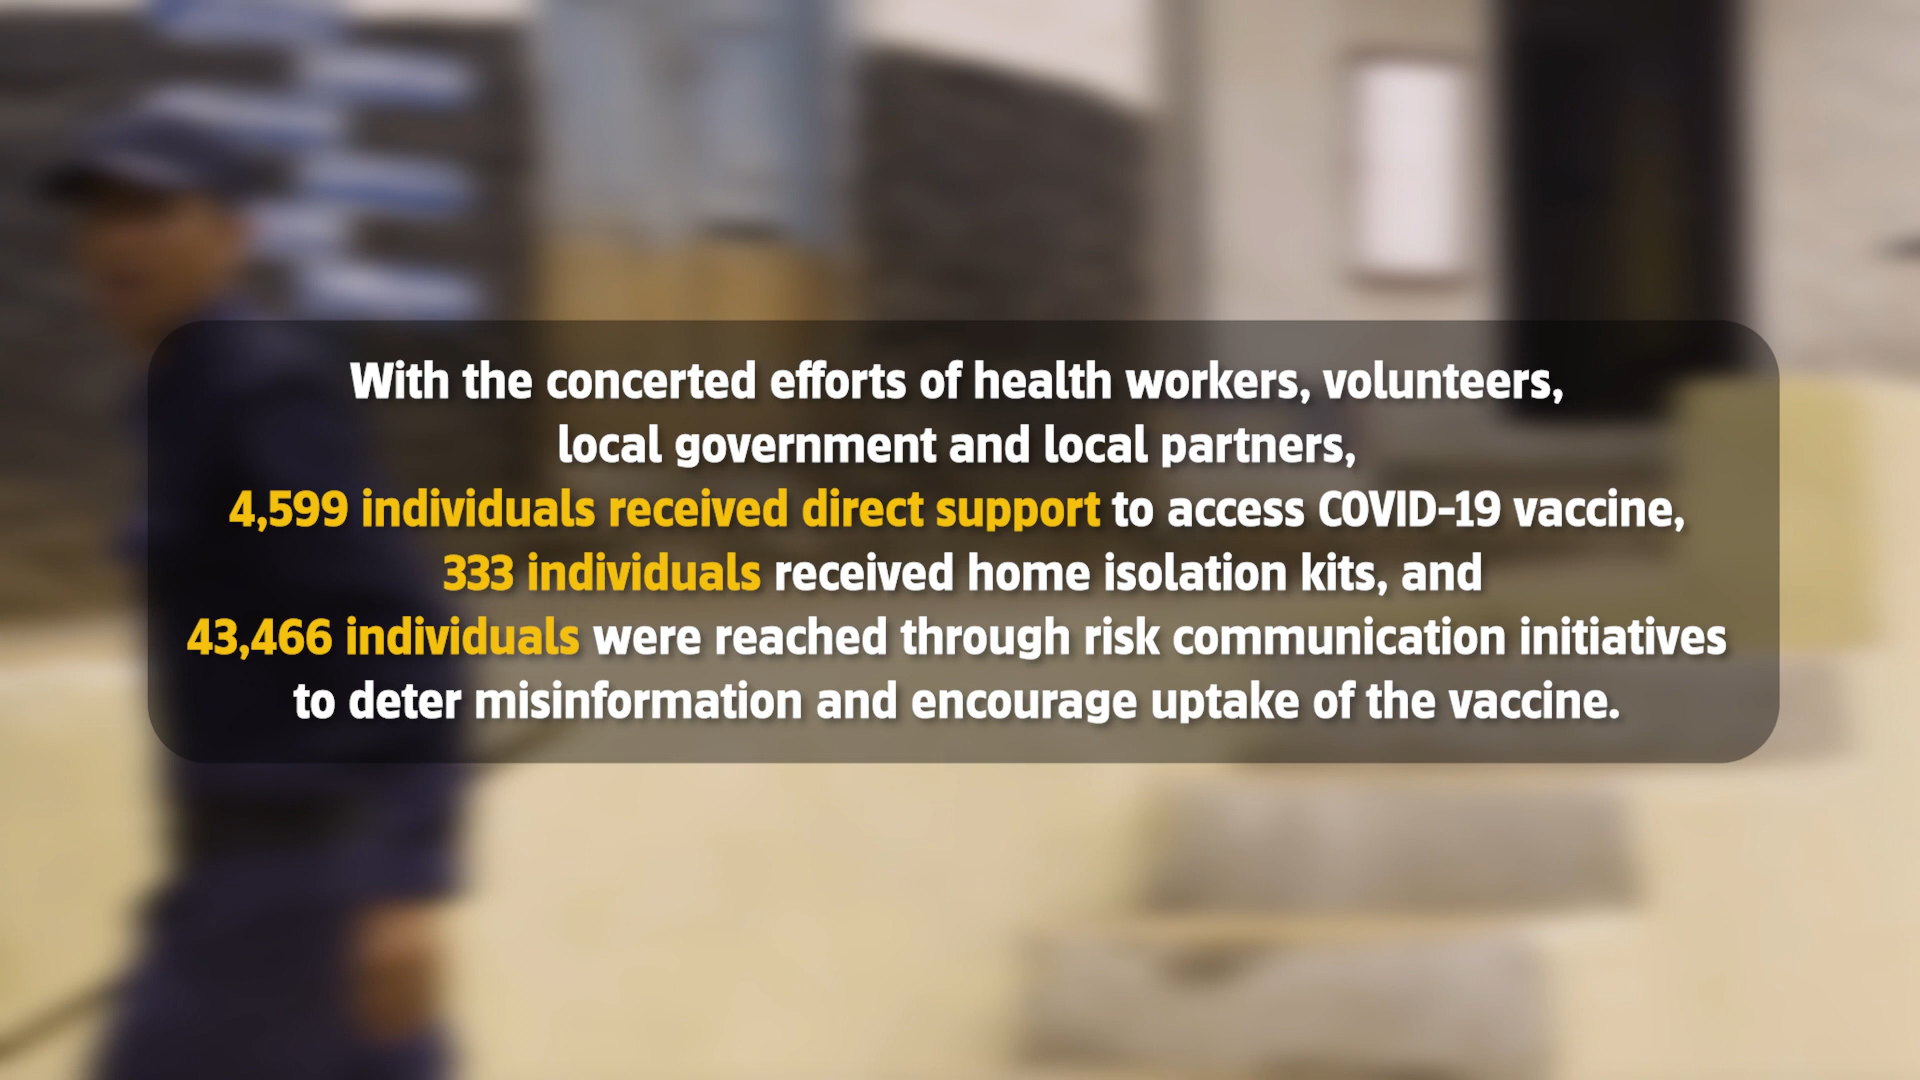 With the concerted efforts of health workers, volunteers,
local government and local partners,
4,599 individuals received direct support to access COVID-19 vaccine,
333 individuals received home isolation kits, and
43,466 individuals were reached through risk communication initiatives
to deter misinformation and encourage uptake of the vaccine.